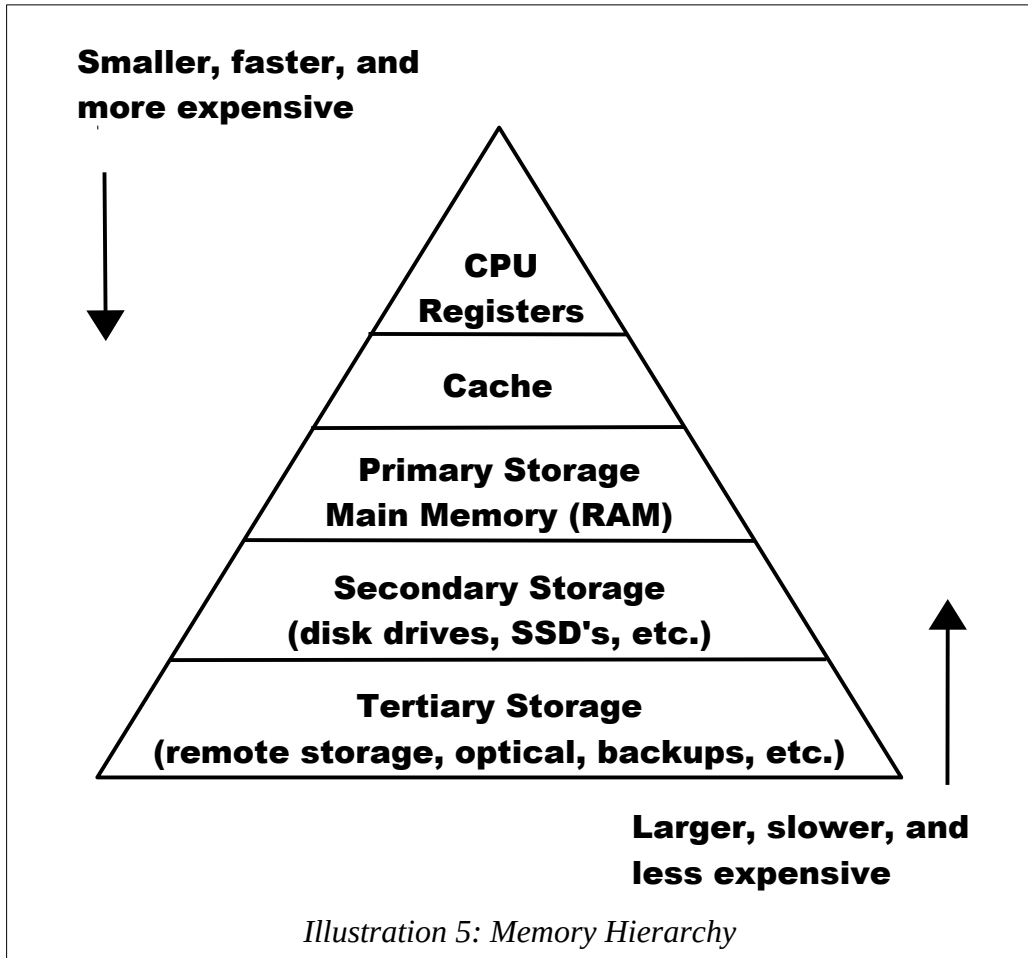 Smaller, faster, and
more expensive
CPU
Registers
Cache
Primary Storage
Main Memory (RAM)
Secondary Storage
(disk drives, SSD's, etc.)
Tertiary Storage
(remote storage, optical, backups, etc.)
Larger, slower, and
less expensive
Illustration 5: Memory Hierarchy